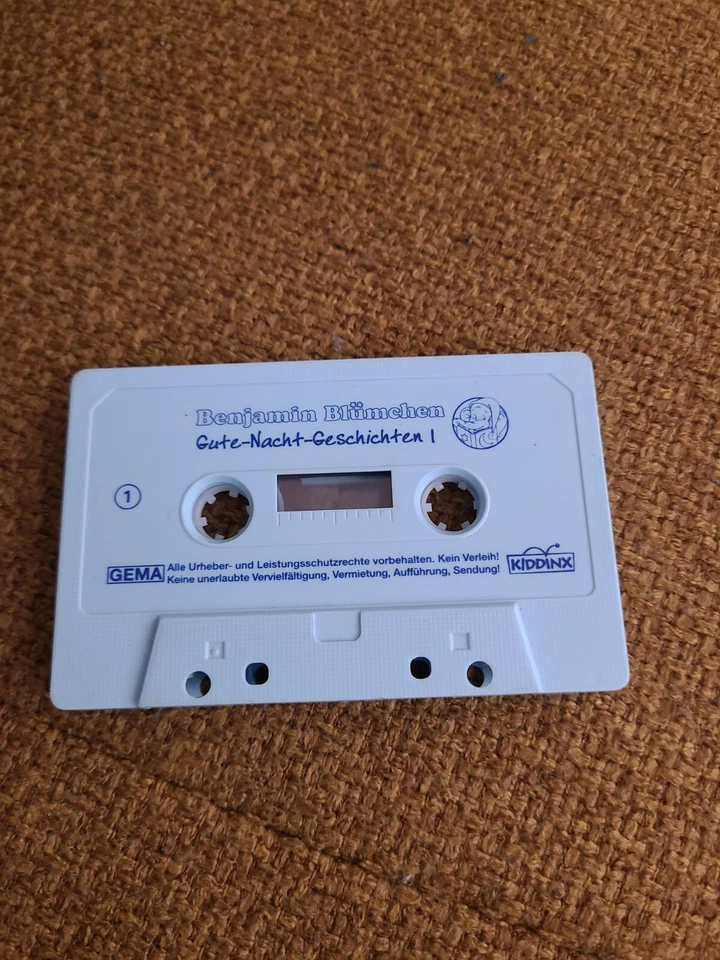 Benjamin Blümchen
Gute-Nacht-Geschichten 1
1
GEMA
Alle Urheber- und Leistungsschutzrechte vorbehalten. Kein Verleih!
Keine unerlaubte Vervielfältigung, Vermietung, Aufführung, Sendung!
KIDDINX